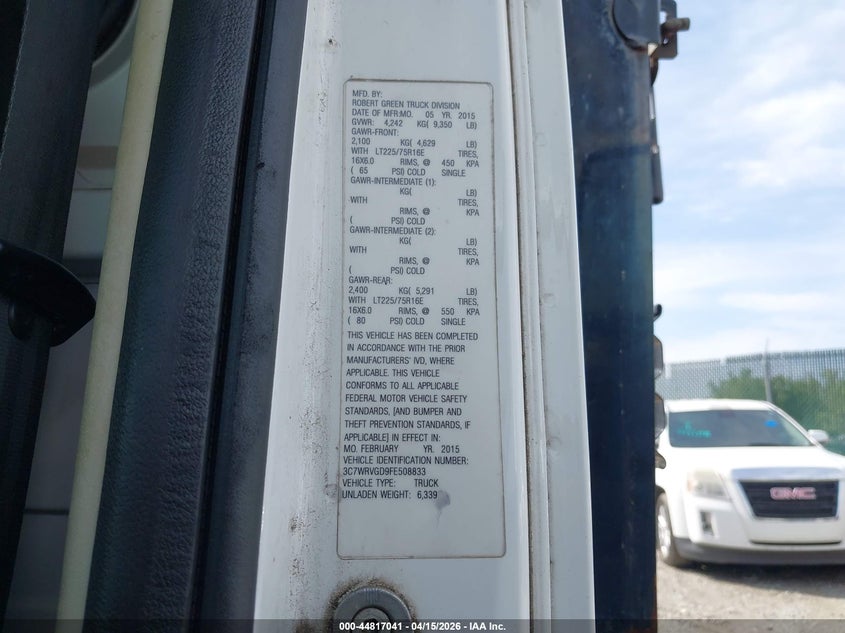 MFD. BY:
ROBERT GREEN TRUCK DIVISION
DATE OF MFR:MO. 05 YR. 2015
GVWR: 4,242 KG( 9,350 LB)
GAWR-FRONT:
2,100 KG( 4,629 LB)
WITH LT225/75R16E TIRES,
16X6.0 RIMS, @ 450 KPA
( 65 PSI) COLD SINGLE
GAWR-INTERMEDIATE (1):
KG( LB)
WITH TIRES,
RIMS, @ KPA
( PSI) COLD
GAWR-INTERMEDIATE (2):
KG( LB)
WITH TIRES,
RIMS, @ KPA
( PSI) COLD
GAWR-REAR:
2,400 KG( 5,291 LB)
WITH LT225/75R16E TIRES,
16X6.0 RIMS, @ 550 KPA
( 80 PSI) COLD SINGLE
THIS VEHICLE HAS BEEN COMPLETED
IN ACCORDANCE WITH THE PRIOR
MANUFACTURERS' IVD, WHERE
APPLICABLE. THIS VEHICLE
CONFORMS TO ALL APPLICABLE
FEDERAL MOTOR VEHICLE SAFETY
STANDARDS, [AND BUMPER AND
THEFT PREVENTION STANDARDS, IF
APPLICABLE] IN EFFECT IN:
MO. FEBRUARY YR. 2015
VEHICLE IDENTIFICATION NUMBER:
3C7WRVGD9FE508833
VEHICLE TYPE: TRUCK
UNLADEN WEIGHT: 6,339
GMC
000-44817041 - 04/15/2026 - IAA Inc.